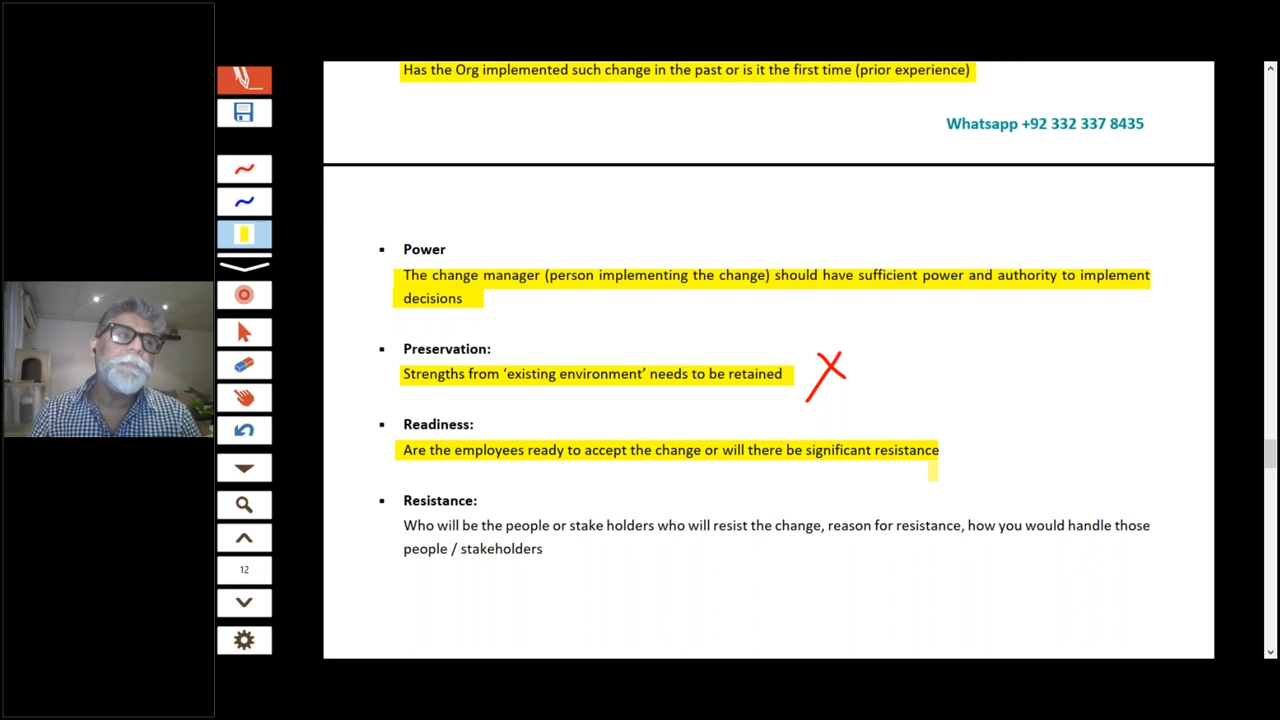 Has the Org implemented such change in the past or is it the first time (prior experience)
Whatsapp +92 332 337 8435
▪ Power
The change manager (person implementing the change) should have sufficient power and authority to implement
decisions
▪ Preservation:
Strengths from ‘existing environment’ needs to be retained
▪ Readiness:
Are the employees ready to accept the change or will there be significant resistance
▪ Resistance:
Who will be the people or stake holders who will resist the change, reason for resistance, how you would handle those
people / stakeholders
12